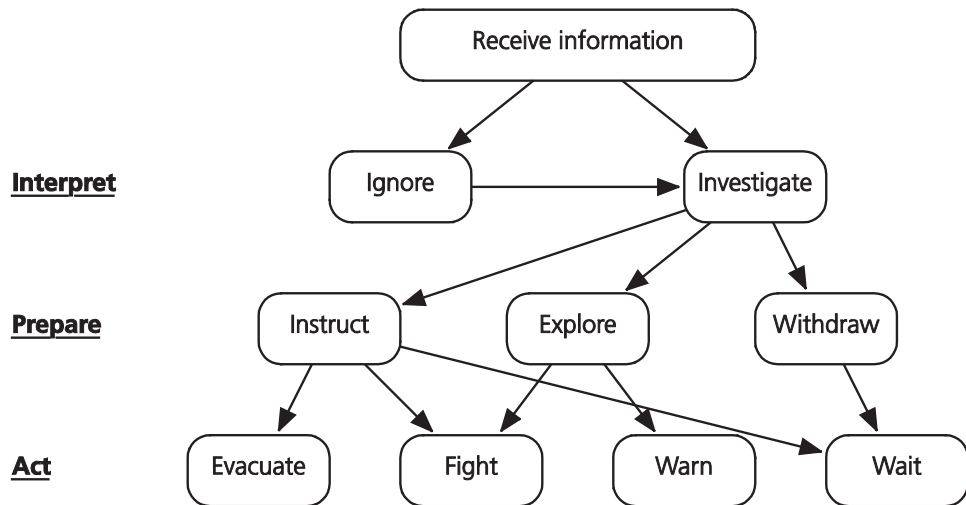 Receive information
Interpret
Ignore
Investigate
Prepare
Instruct
Explore
Withdraw
Act
Evacuate
Fight
Warn
Wait